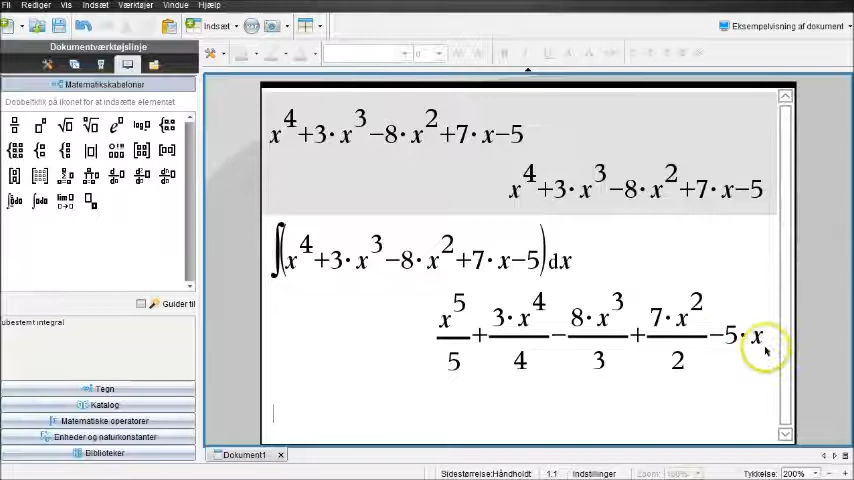 Fil Rediger Vis Indsæt Værktøjer Vindue Hjælp
Indsæt
Eksempelvisning af dokument
Dokumentværktøjslinje
Matematikskabeloner
Dobbeltklik på ikonet for at indsætte elementet
x^4+3·x^3−8·x^2+7·x−5
x^4+3·x^3−8·x^2+7·x−5
∫(x^4+3·x^3−8·x^2+7·x−5)dx
x^5/5+3·x^4/4−8·x^3/3+7·x^2/2−5·x
Guider til
ubestemt integral
Tegn
Katalog
Matematiske operatorer
Enheder og naturkonstanter
Biblioteker
Dokument1
Sidestørrelse:Håndholdt 1.1 Indstillinger Zoom: 100% Tykkelse: 200%